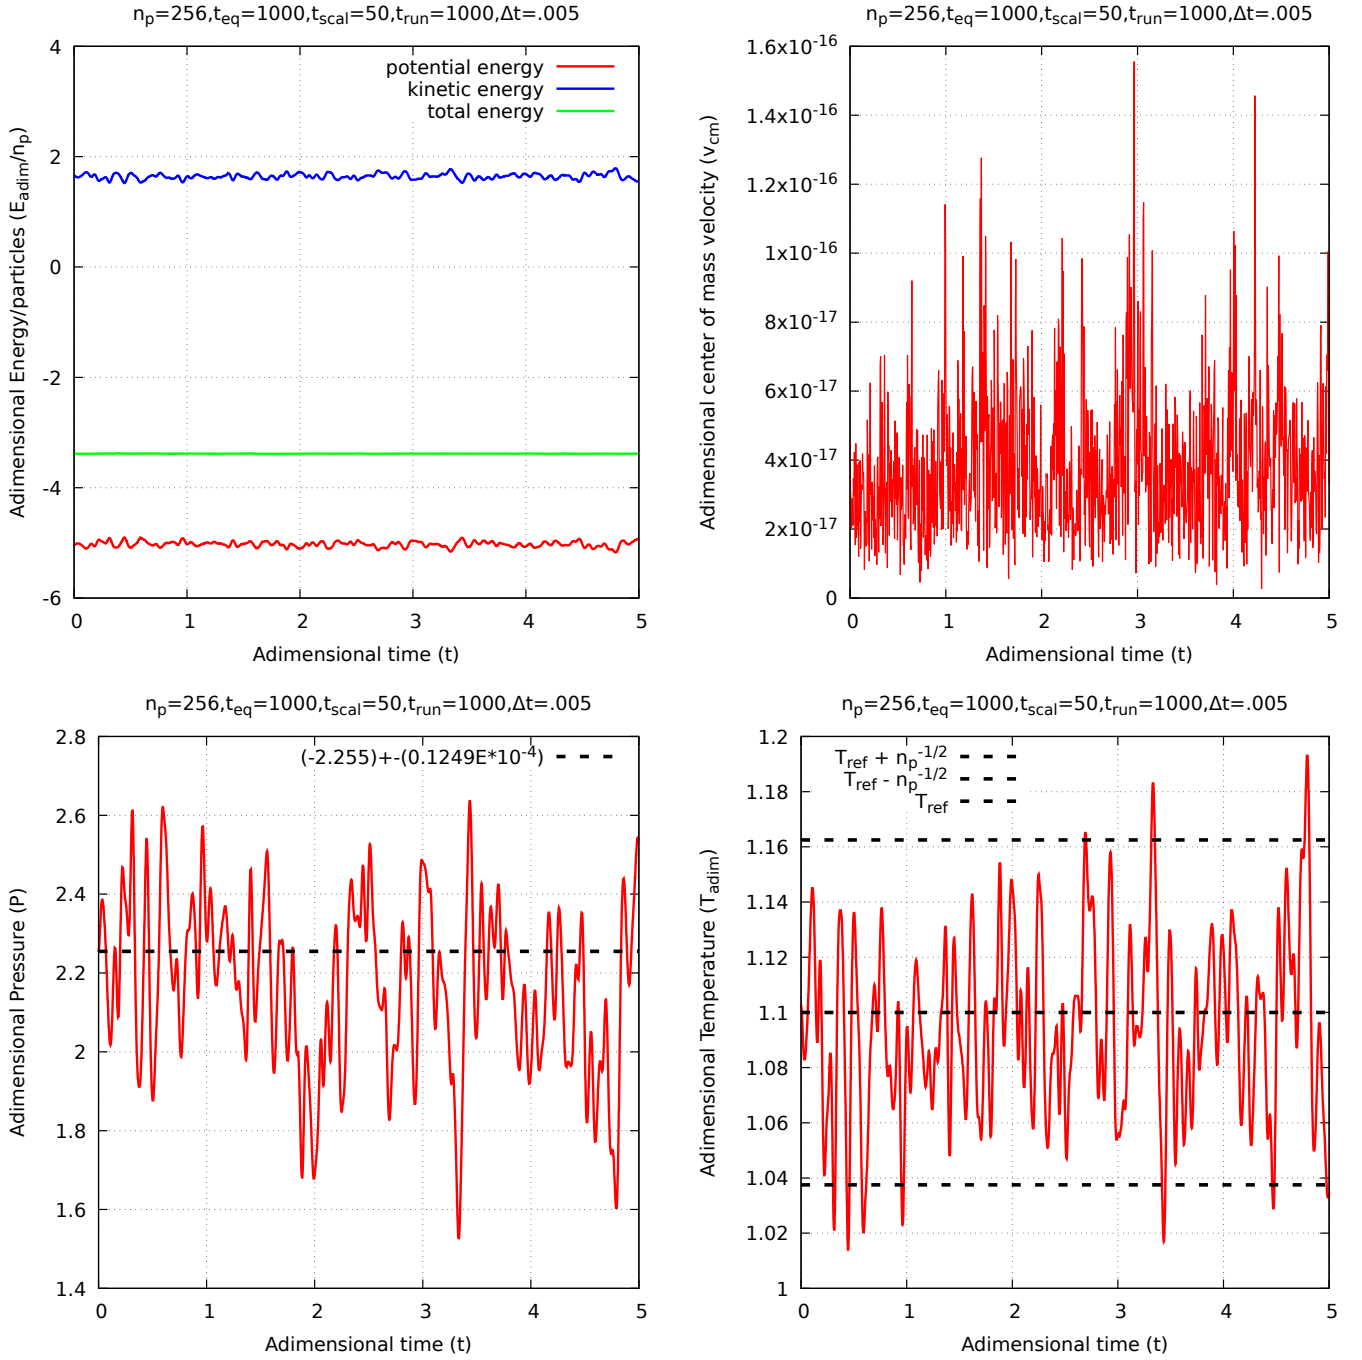 n_p=256,t_eq=1000,t_scal=50,t_run=1000,Δt=.005
Adimensional Energy/particles (E_adim/n_p)
4
2
0
-2
-4
-6
potential energy
kinetic energy
total energy
0 1 2 3 4 5
Adimensional time (t)
n_p=256,t_eq=1000,t_scal=50,t_run=1000,Δt=.005
Adimensional center of mass velocity (v_cm)
1.6x10^-16
1.4x10^-16
1.2x10^-16
1x10^-16
8x10^-17
6x10^-17
4x10^-17
2x10^-17
0
0 1 2 3 4 5
Adimensional time (t)
n_p=256,t_eq=1000,t_scal=50,t_run=1000,Δt=.005
Adimensional Pressure (P)
2.8
2.6
2.4
2.2
2
1.8
1.6
1.4
(-2.255)+-(0.1249E*10^-4)
0 1 2 3 4 5
Adimensional time (t)
n_p=256,t_eq=1000,t_scal=50,t_run=1000,Δt=.005
Adimensional Temperature (T_adim)
1.2
1.18
1.16
1.14
1.12
1.1
1.08
1.06
1.04
1.02
1
T_ref + n_p^-1/2
T_ref - n_p^-1/2
T_ref
0 1 2 3 4 5
Adimensional time (t)